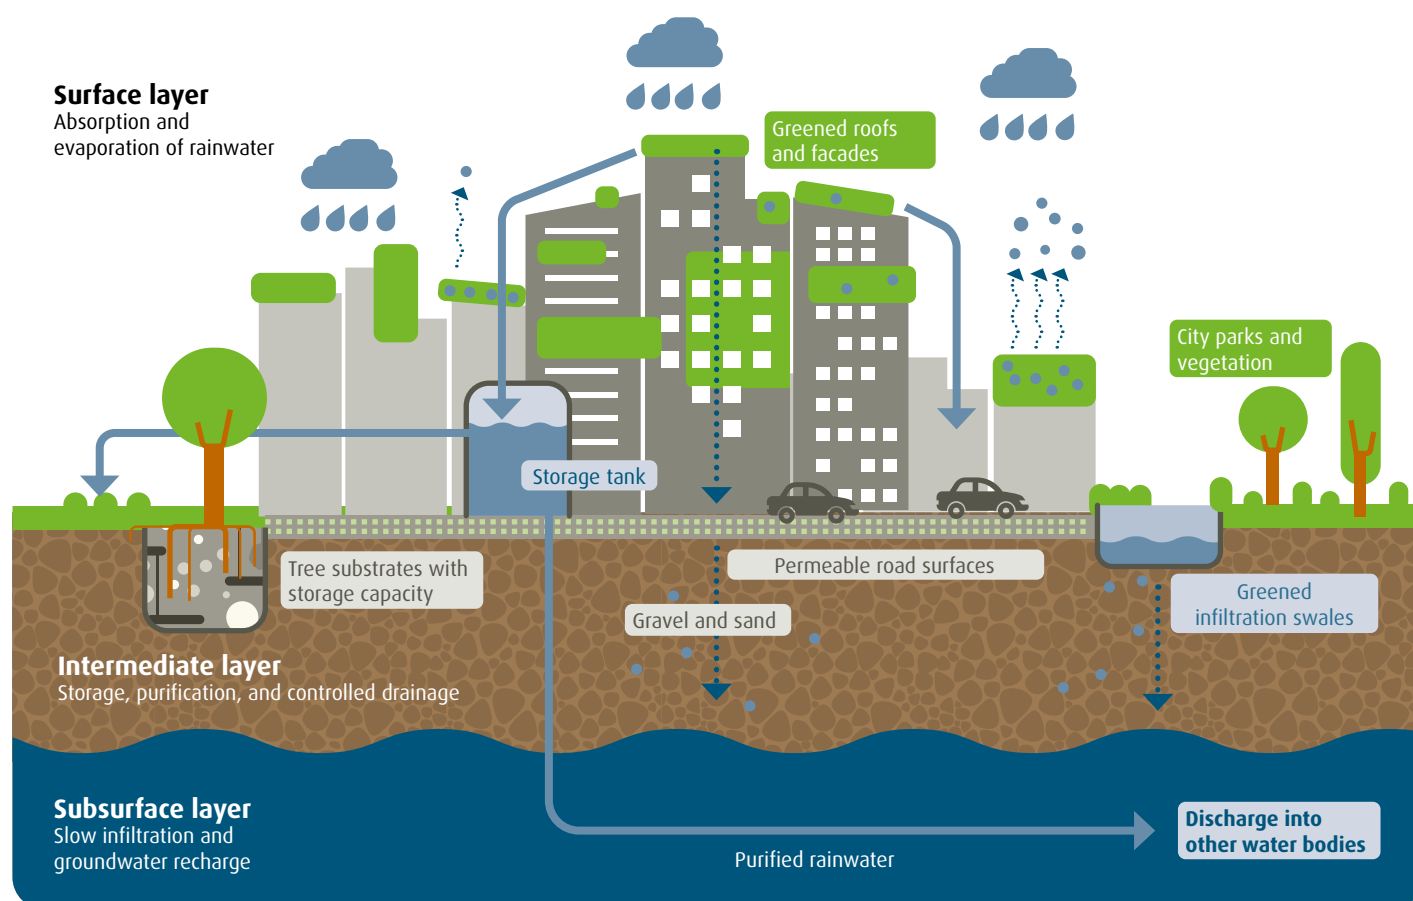 Surface layer
Absorption and
evaporation of rainwater
Greened roofs
and facades
City parks and
vegetation
Storage tank
Tree substrates with
storage capacity
Permeable road surfaces
Gravel and sand
Greened
infiltration swales
Intermediate layer
Storage, purification, and controlled drainage
Subsurface layer
Slow infiltration and
groundwater recharge
Purified rainwater
Discharge into
other water bodies